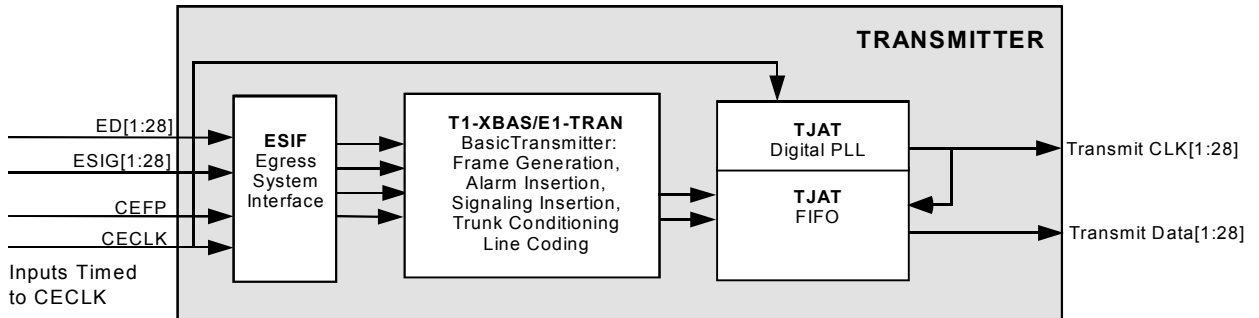 TRANSMITTER
ED[1:28]
ESIG[1:28]
CEFP
CECLK
Inputs Timed
to CECLK
ESIF
Egress
System
Interface
T1-XBAS/E1-TRAN
BasicTransmitter:
Frame Generation,
Alarm Insertion,
Signaling Insertion,
Trunk Conditioning
Line Coding
TJAT
Digital PLL
TJAT
FIFO
Transmit CLK[1:28]
Transmit Data[1:28]